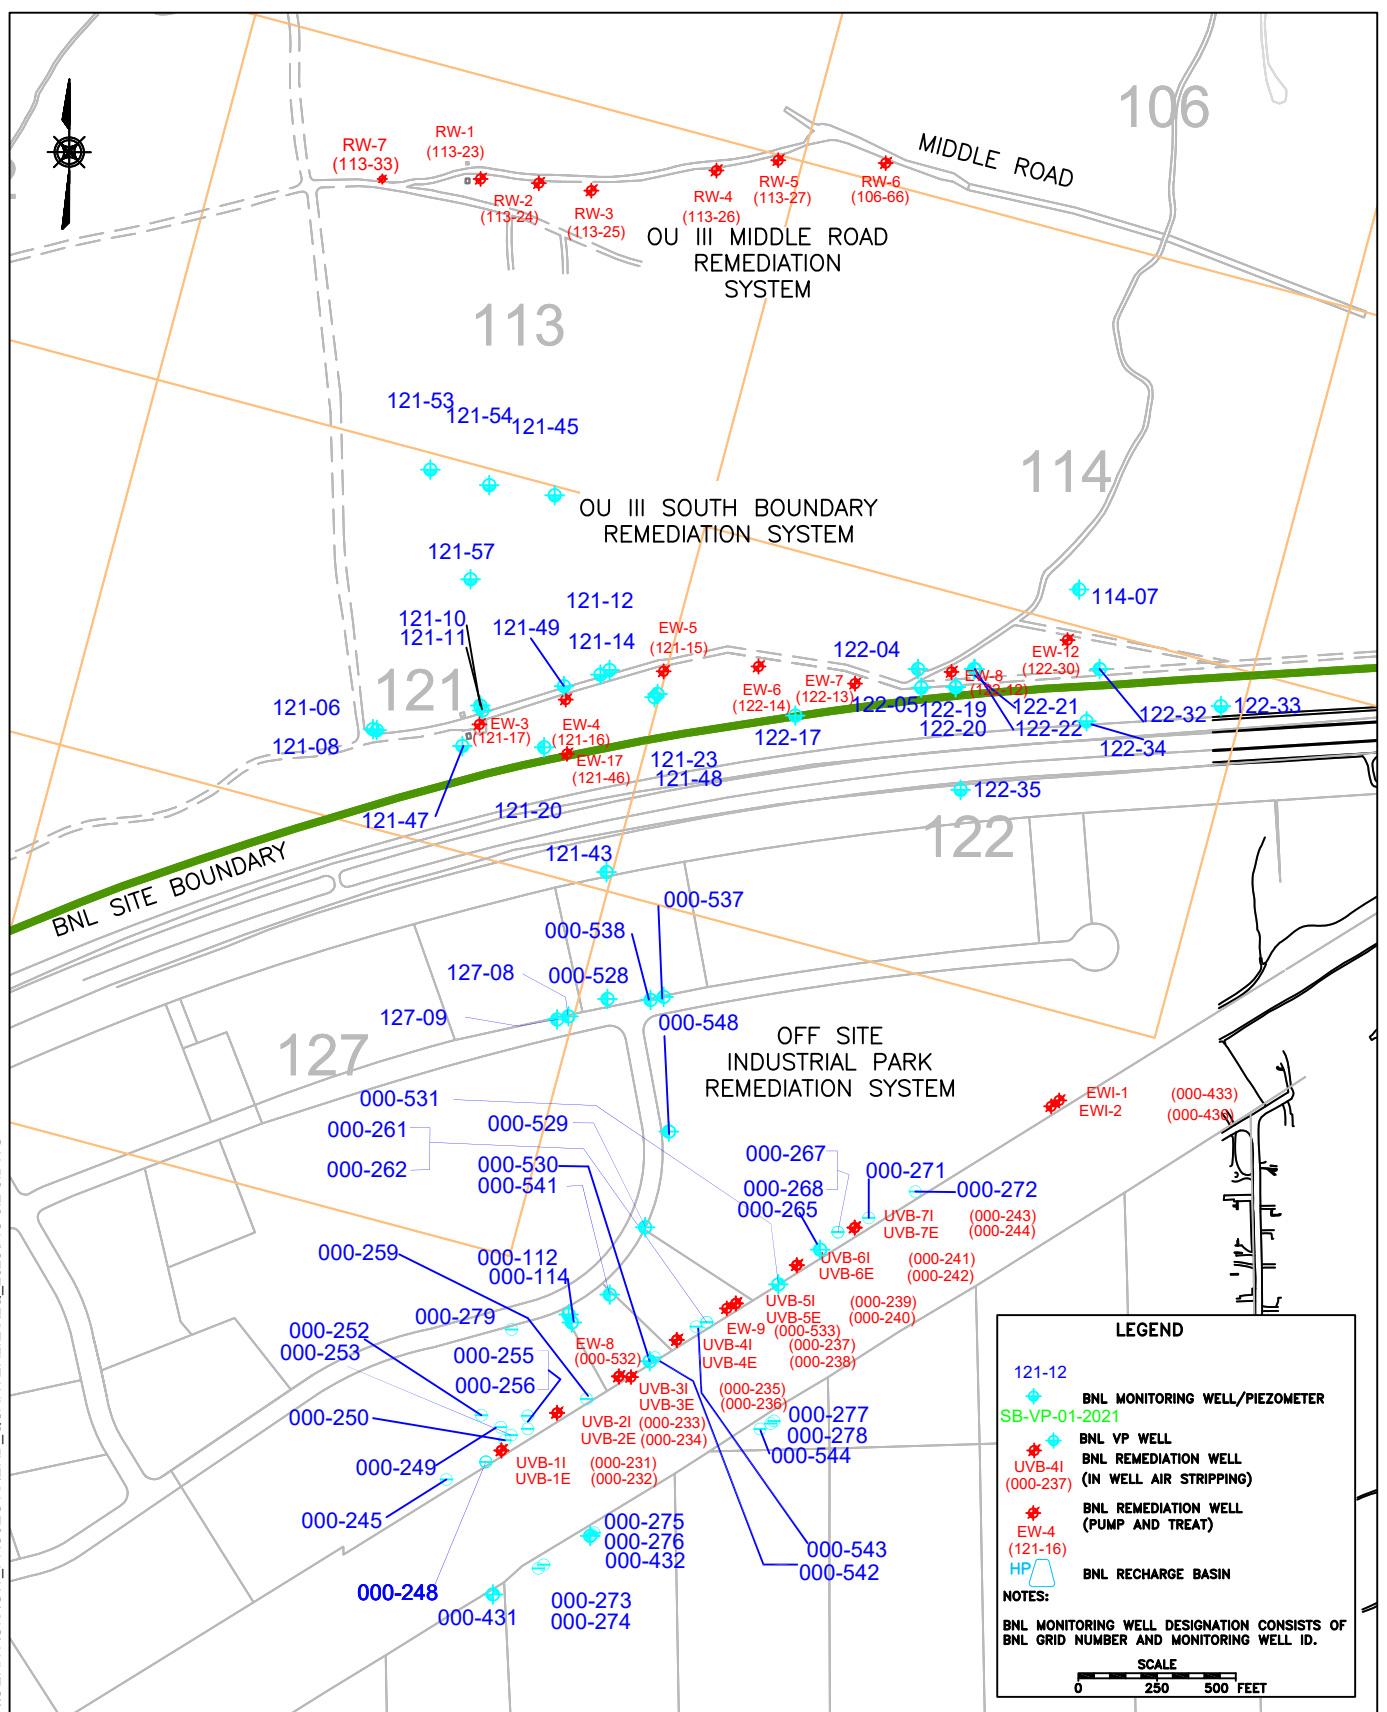 106
MIDDLE ROAD
RW-7
(113-33)
RW-1
(113-23)
RW-2
(113-24)
RW-3
(113-25)
RW-4
(113-26)
RW-5
(113-27)
RW-6
(106-66)
OU III MIDDLE ROAD
REMEDIATION
SYSTEM
113
114
121-53
121-54
121-45
OU III SOUTH BOUNDARY
REMEDIATION SYSTEM
121-57
121-10
121-11
121-49
121-12
121-14
EW-5
(121-15)
114-07
122-04
EW-12
(122-30)
121
EW-6
(122-14)
EW-7
(122-13)
EW-8
(122-12)
121-06
121-08
EW-3
(121-17)
EW-4
(121-16)
EW-17
(121-46)
122-05
122-19
122-20
122-21
122-22
122-32
122-33
122-34
122-17
121-23
121-48
122-35
121-47
121-20
122
121-43
BNL SITE BOUNDARY
000-537
000-538
127-08
000-528
127-09
000-548
127
OFF SITE
INDUSTRIAL PARK
REMEDIATION SYSTEM
EWI-1 (000-433)
EWI-2 (000-430)
000-531
000-261
000-529
000-262
000-530
000-541
000-267
000-268
000-265
000-271
000-272
UVB-7I (000-243)
UVB-7E (000-244)
000-259
000-112
000-114
UVB-6I (000-241)
UVB-6E (000-242)
000-279
UVB-5I (000-239)
UVB-5E (000-240)
000-252
000-253
EW-9 (000-533)
UVB-4I (000-237)
UVB-4E (000-238)
EW-8
(000-532)
000-255
000-256
UVB-3I (000-235)
UVB-3E (000-236)
000-250
UVB-2I (000-233)
UVB-2E (000-234)
000-277
000-278
000-544
000-249
UVB-1I (000-231)
UVB-1E (000-232)
000-245
000-275
000-276
000-432
000-543
000-542
000-248
000-431
000-273
000-274
LEGEND
121-12
BNL MONITORING WELL/PIEZOMETER
SB-VP-01-2021
BNL VP WELL
UVB-4I
(000-237)
BNL REMEDIATION WELL
(IN WELL AIR STRIPPING)
EW-4
(121-16)
BNL REMEDIATION WELL
(PUMP AND TREAT)
HP
BNL RECHARGE BASIN
NOTES:
BNL MONITORING WELL DESIGNATION CONSISTS OF
BNL GRID NUMBER AND MONITORING WELL ID.
SCALE
0 250 500 FEET